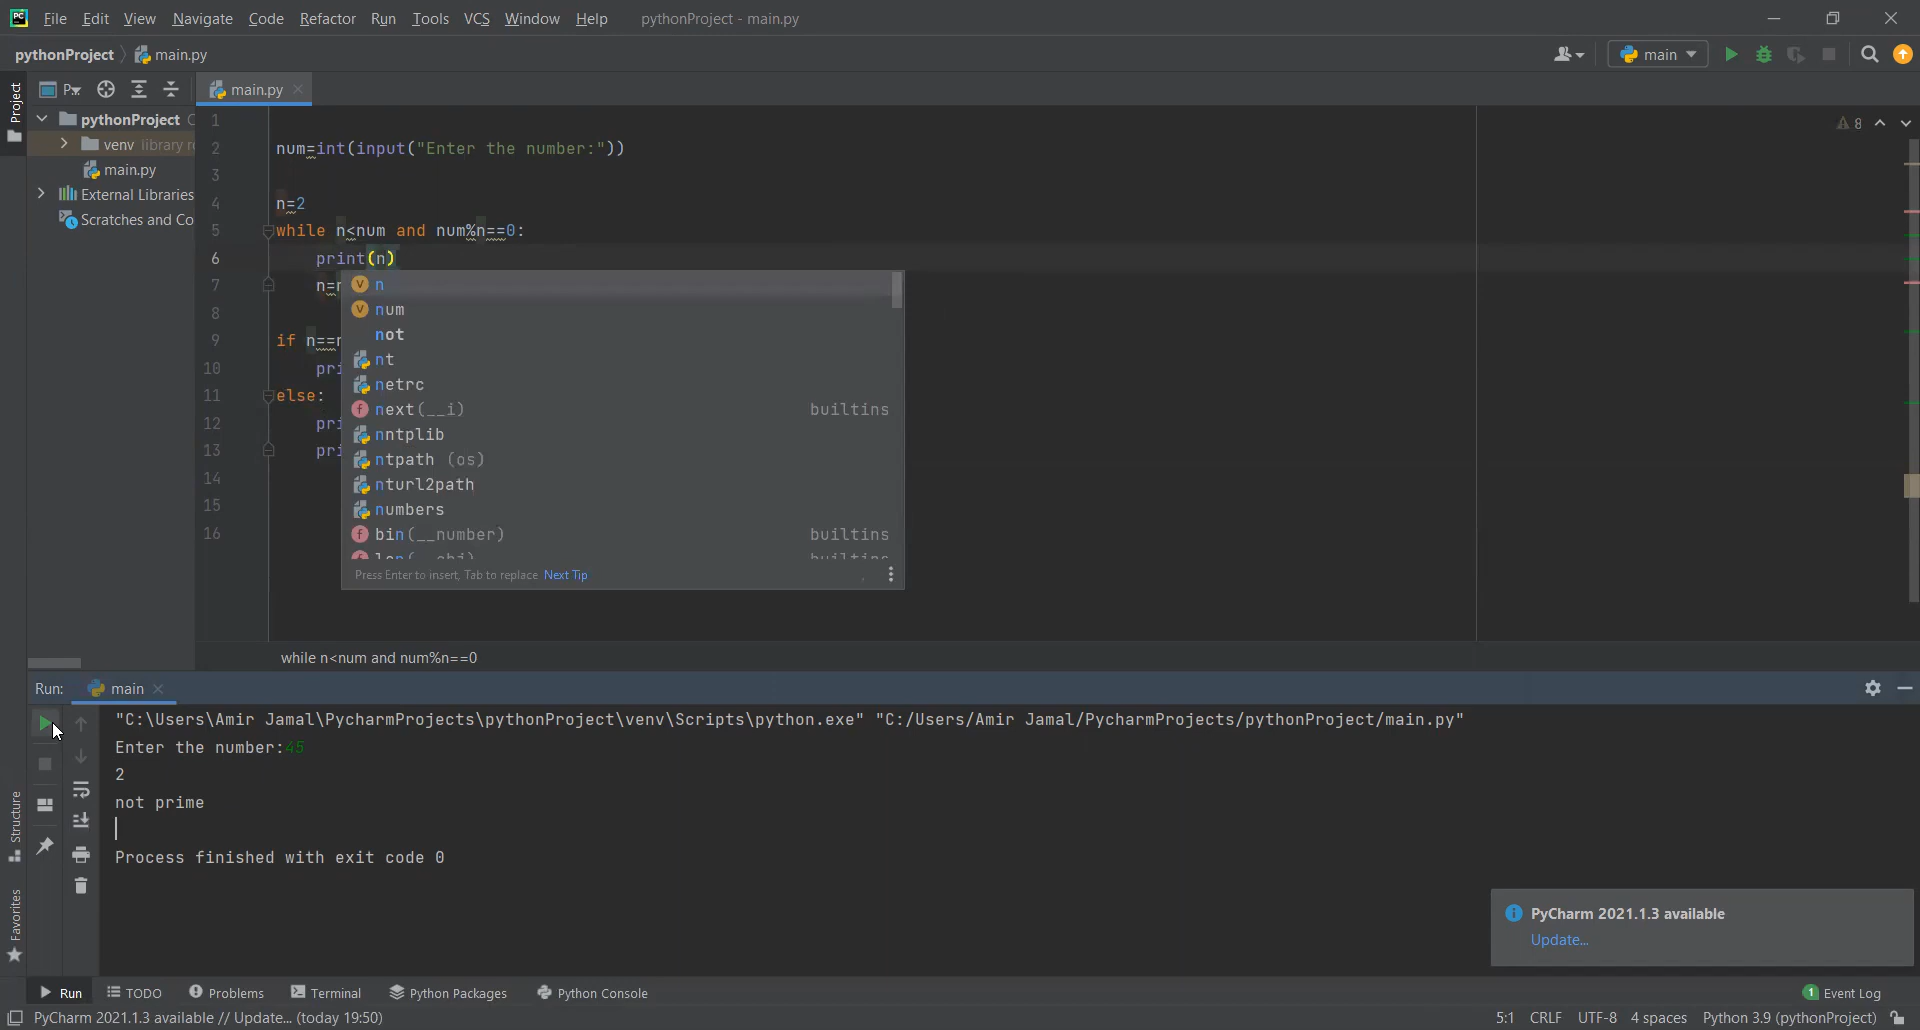 File Edit View Navigate Code Refactor Run Tools VCS Window Help pythonProject - main.py
pythonProject main.py main
Project P main.py
pythonProject C
venv library ro
main.py
External Libraries
Scratches and Co
1
2 num=int(input("Enter the number:"))
3
4 n=2
5 while n<num and num%n==0:
6 print(n)
7 n=
8
9 if n==
10 pri
11 else:
12 pri
13 pri
14
15
16
8
n
num
not
nt
netrc
next(__i) builtins
nntplib
ntpath (os)
nturl2path
numbers
bin(__number) builtins
len(__obj) builtins
Press Enter to insert, Tab to replace Next Tip
while n<num and num%n==0
Run: main
"C:\Users\Amir Jamal\PycharmProjects\pythonProject\venv\Scripts\python.exe" "C:/Users/Amir Jamal/PycharmProjects/pythonProject/main.py"
Enter the number:45
2
not prime
Process finished with exit code 0
Structure
Favorites
PyCharm 2021.1.3 available
Update...
Run TODO Problems Terminal Python Packages Python Console 1 Event Log
PyCharm 2021.1.3 available // Update... (today 19:50) 5:1 CRLF UTF-8 4 spaces Python 3.9 (pythonProject)